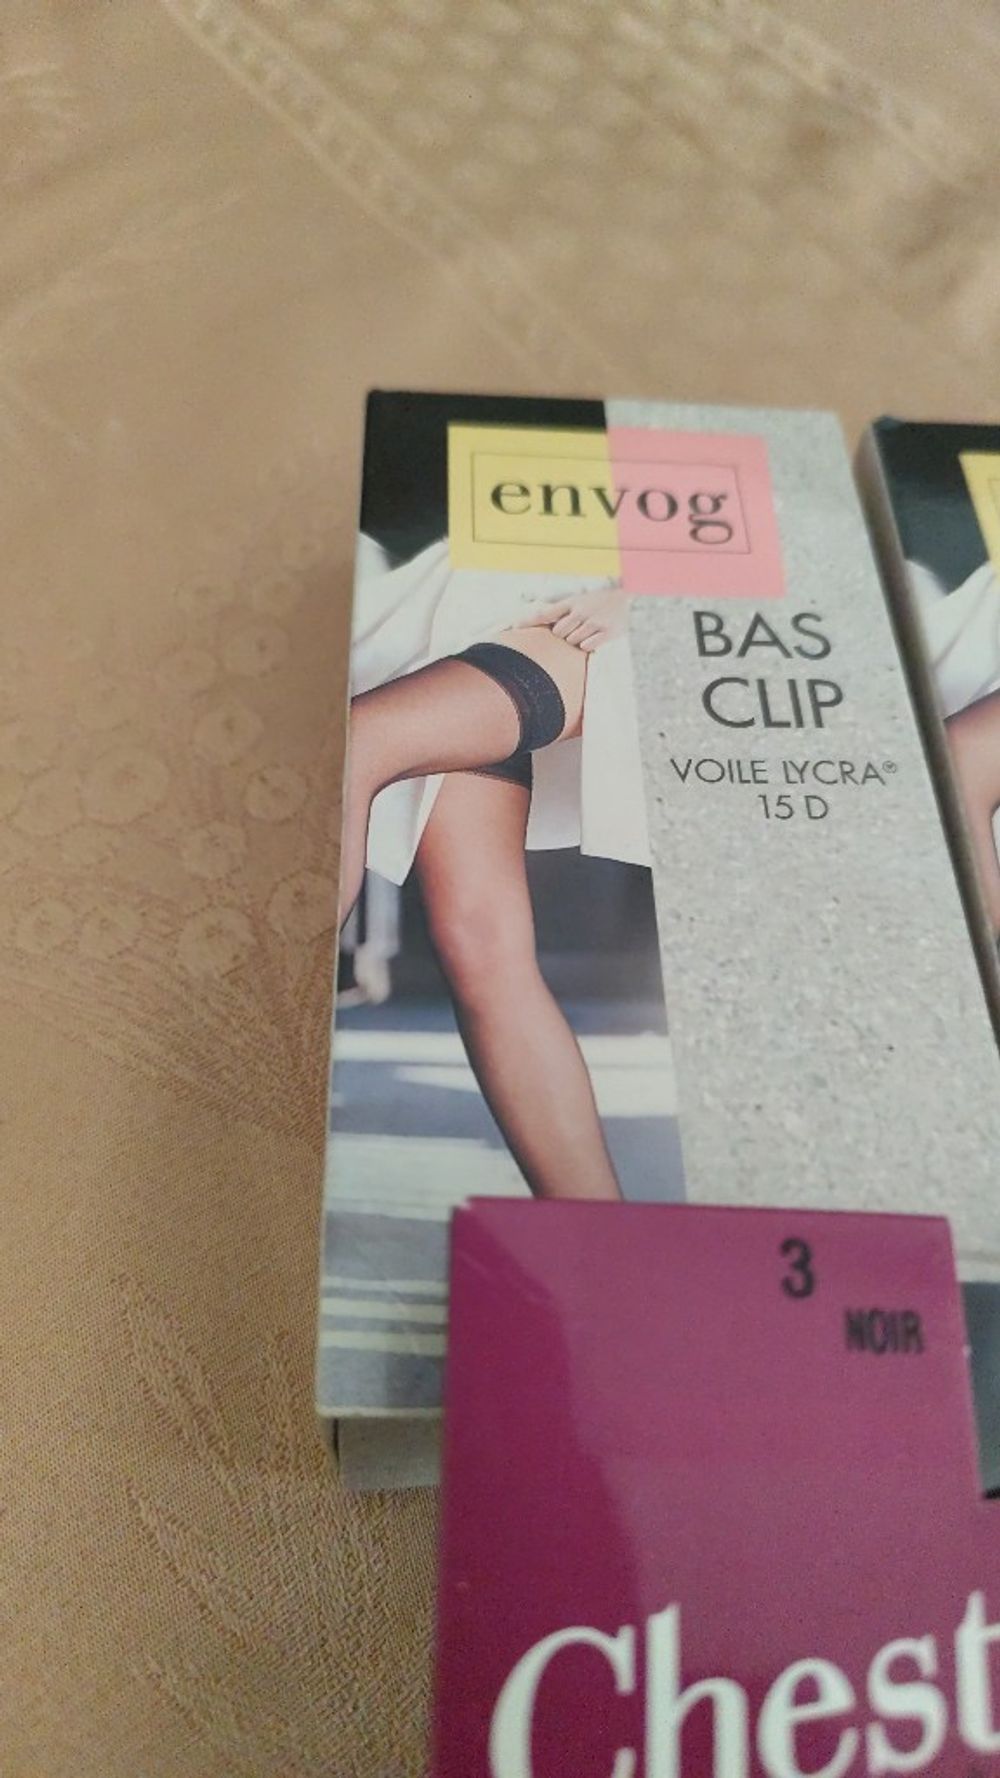 envog
BAS
CLIP
VOILE LYCRA®
15 D
3
NOIR
Chest